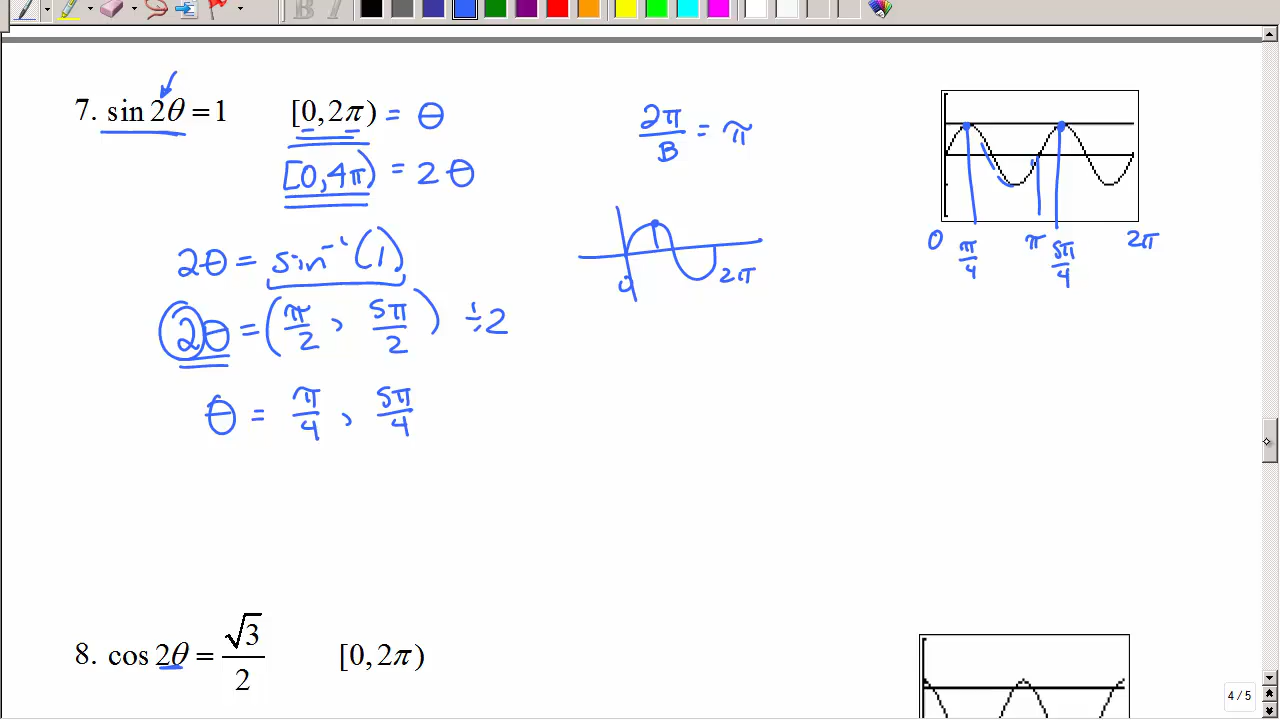 7. sin 2θ = 1 [0, 2π) = θ
[0, 4π) = 2θ
2θ = sin⁻¹(1)
2θ = (π/2, 5π/2) ÷2
θ = π/4, 5π/4
2π/B = π
0 2π
0 π/4 π 5π/4 2π
8. cos 2θ = √3/2 [0, 2π)
4/5